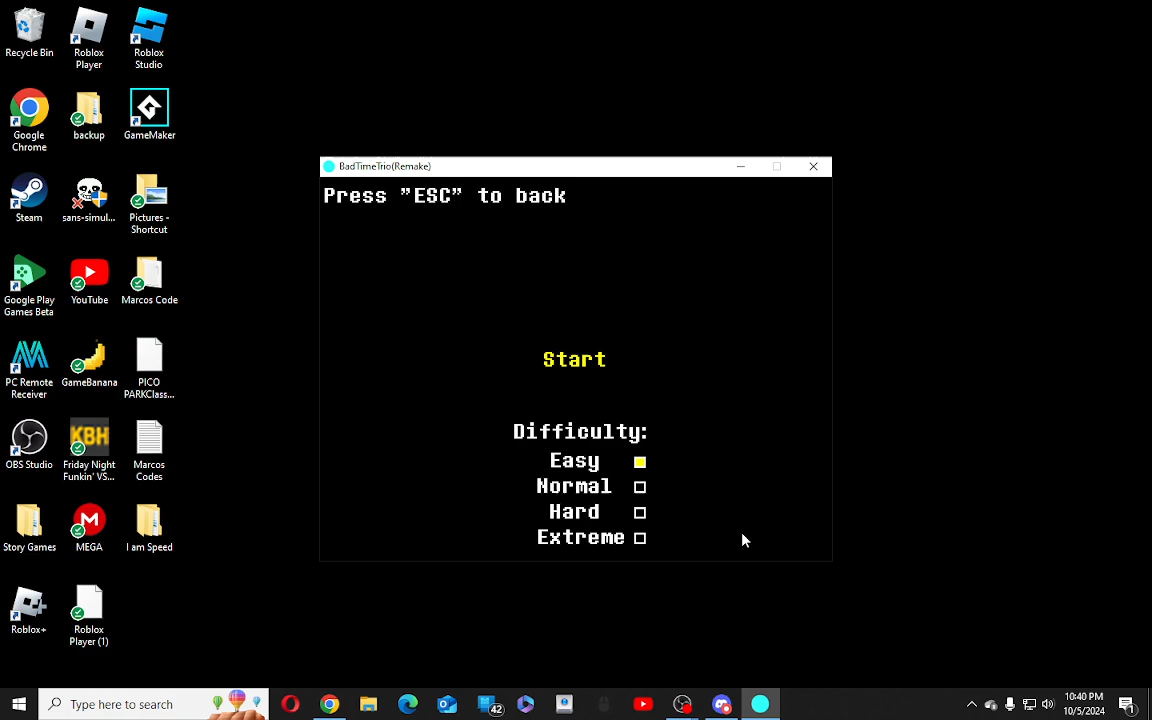 Recycle Bin
Roblox
Player
Roblox
Studio
Google
Chrome
backup
GameMaker
Steam
sans-simul...
Pictures -
Shortcut
Google Play
Games Beta
YouTube
Marcos Code
PC Remote
Receiver
GameBanana
PICO
PARKClass...
OBS Studio
KBH
Friday Night
Funkin' VS...
Marcos
Codes
Story Games
MEGA
I am Speed
Roblox+
Roblox
Player (1)
BadTimeTrio(Remake)
Press "ESC" to back
Start
Difficulty:
Easy
Normal
Hard
Extreme
Type here to search
42
10:40 PM
10/5/2024
1